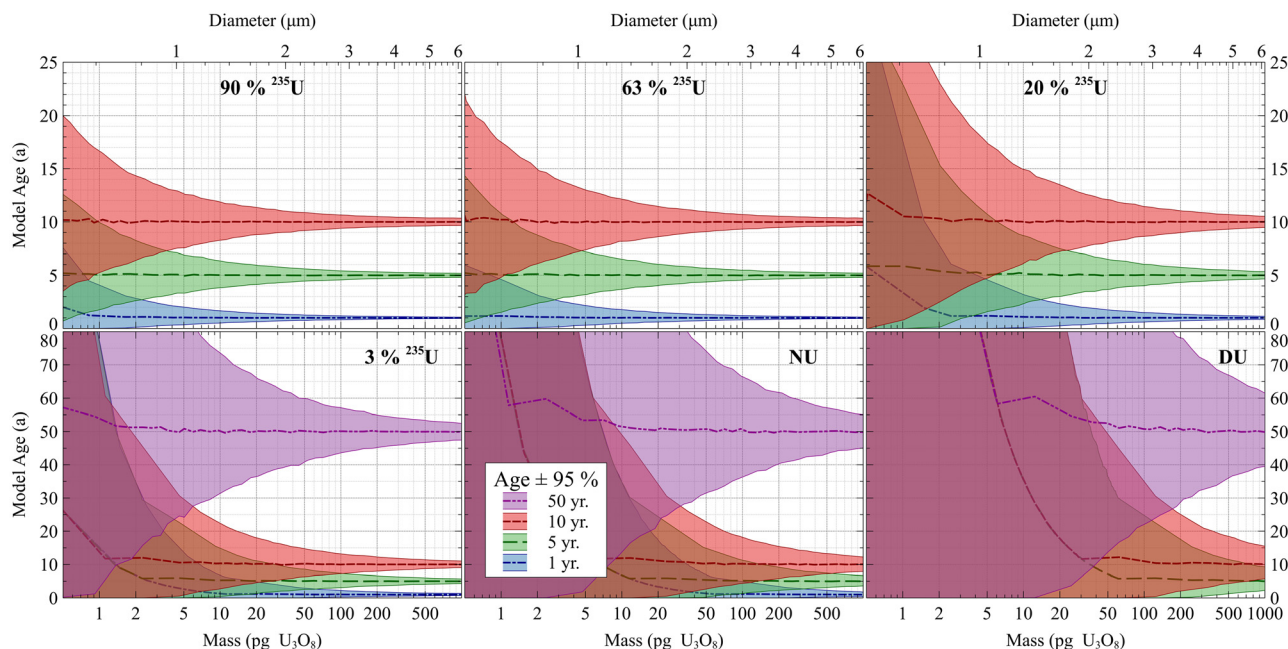 Diameter (μm) Diameter (μm) Diameter (μm)
1 2 3 4 5 6 1 2 3 4 5 6 1 2 3 4 5 6
90 % ²³⁵U 63 % ²³⁵U 20 % ²³⁵U
Model Age (a)
25 25
20 20
15 15
10 10
5 5
0 0
3 % ²³⁵U NU DU
Model Age (a)
80 80
70 70
60 60
50 50
40 40
30 30
20 20
10 10
0 0
Age ± 95 %
50 yr.
10 yr.
5 yr.
1 yr.
1 2 5 10 20 50 100 200 500 1 2 5 10 20 50 100 200 500 1 2 5 10 20 50 100 200 500 1000
Mass (pg U₃O₈) Mass (pg U₃O₈) Mass (pg U₃O₈)